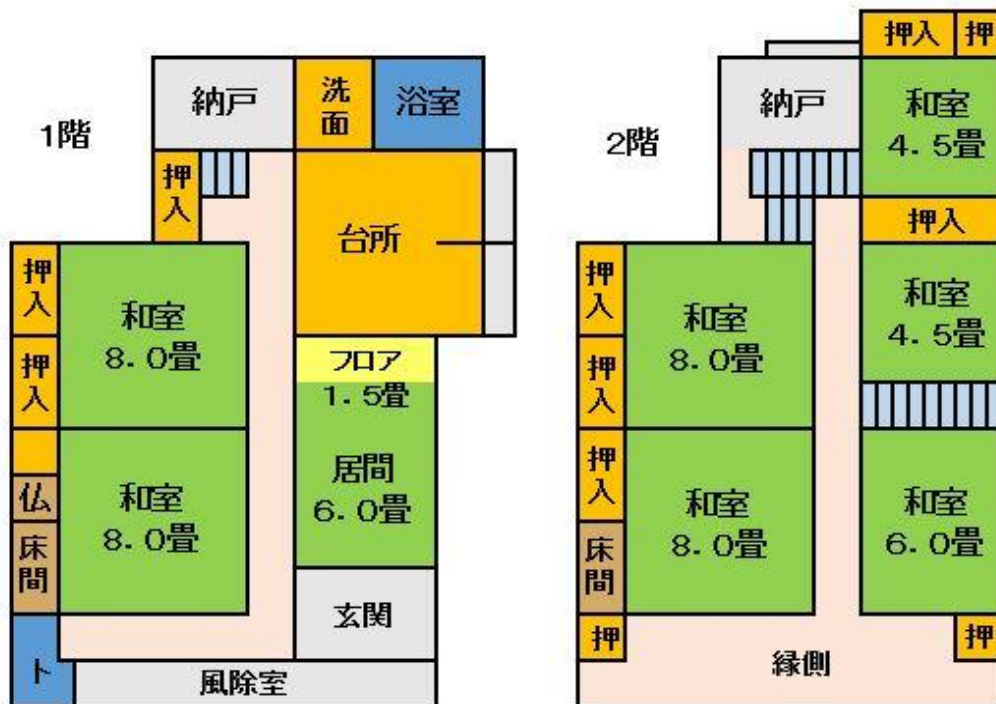 1階
納戸
洗
面
浴室
押
入
台所
押
入
和室
8．0畳
押
入
フロア
1．5畳
居間
6．0畳
仏
和室
8．0畳
床
間
玄関
ト
風除室
2階
押入
押
納戸
和室
4．5畳
押入
押
入
和室
8．0畳
和室
4．5畳
押
入
押
入
和室
8．0畳
和室
6．0畳
床
間
押
押
縁側